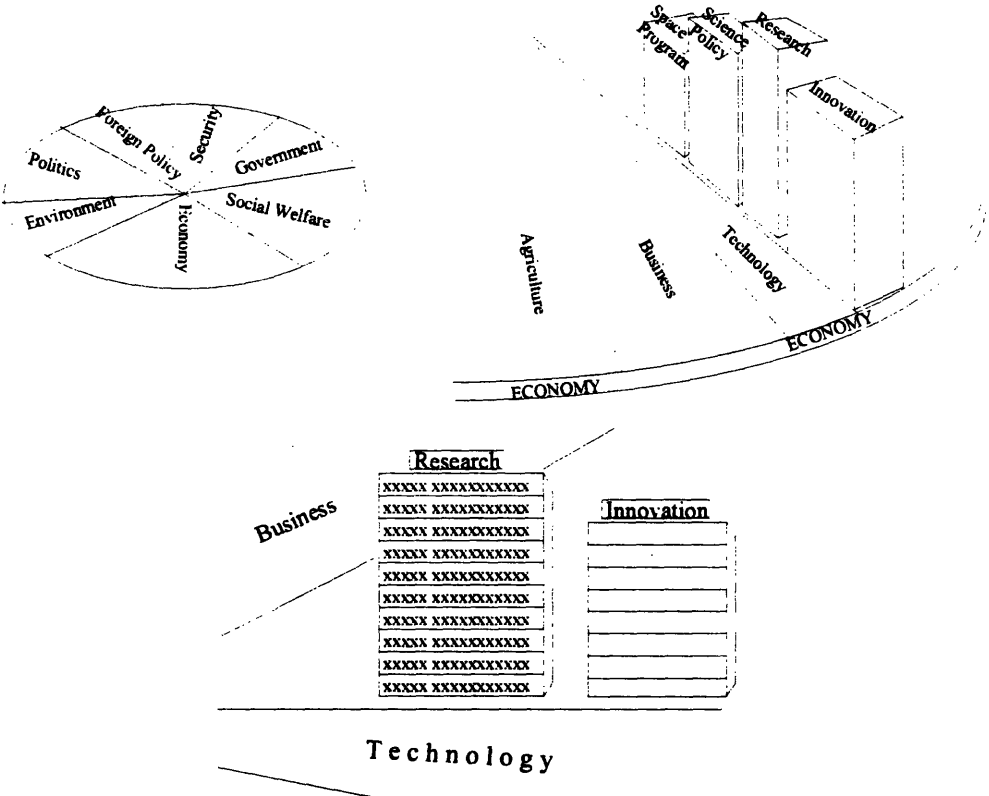 Foreign Policy
Security
Politics
Government
Environment
Economy
Social Welfare
Space
Program
Science
Policy
Research
Innovation
Agriculture
Business
Technology
ECONOMY
ECONOMY
Business
Research
xxxxx xxxxxxxxxxx
xxxxx xxxxxxxxxxx
xxxxx xxxxxxxxxxx
xxxxx xxxxxxxxxxx
xxxxx xxxxxxxxxxx
xxxxx xxxxxxxxxxx
xxxxx xxxxxxxxxxx
xxxxx xxxxxxxxxxx
xxxxx xxxxxxxxxxx
xxxxx xxxxxxxxxxx
Innovation
Technology